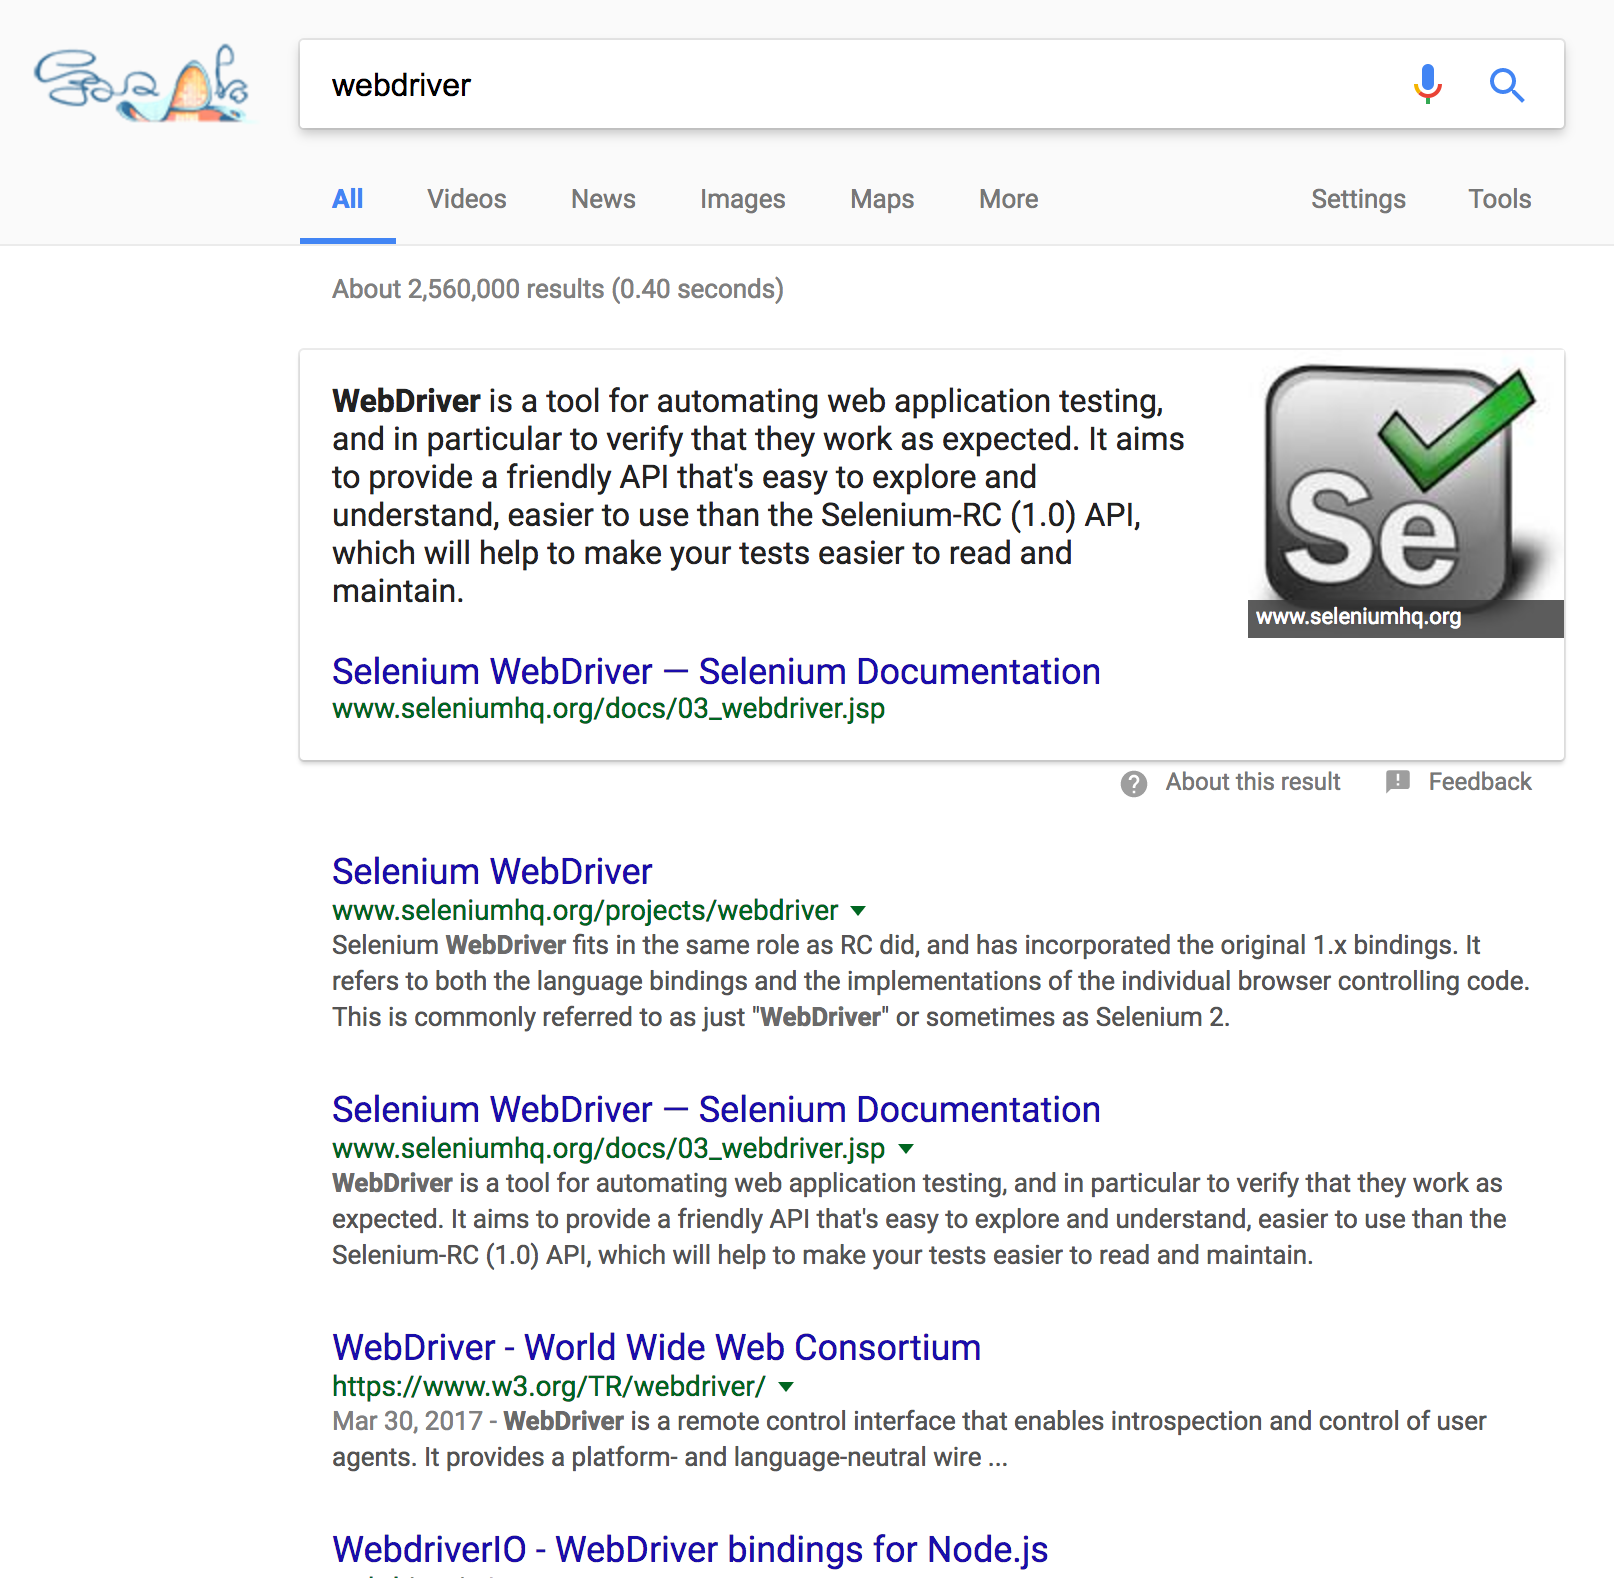 webdriver
All Videos News Images Maps More Settings Tools
About 2,560,000 results (0.40 seconds)
WebDriver is a tool for automating web application testing,
and in particular to verify that they work as expected. It aims
to provide a friendly API that's easy to explore and
understand, easier to use than the Selenium-RC (1.0) API,
which will help to make your tests easier to read and
maintain.
Se
www.seleniumhq.org
Selenium WebDriver — Selenium Documentation
www.seleniumhq.org/docs/03_webdriver.jsp
About this result Feedback
Selenium WebDriver
www.seleniumhq.org/projects/webdriver
Selenium WebDriver fits in the same role as RC did, and has incorporated the original 1.x bindings. It
refers to both the language bindings and the implementations of the individual browser controlling code.
This is commonly referred to as just "WebDriver" or sometimes as Selenium 2.
Selenium WebDriver — Selenium Documentation
www.seleniumhq.org/docs/03_webdriver.jsp
WebDriver is a tool for automating web application testing, and in particular to verify that they work as
expected. It aims to provide a friendly API that's easy to explore and understand, easier to use than the
Selenium-RC (1.0) API, which will help to make your tests easier to read and maintain.
WebDriver - World Wide Web Consortium
https://www.w3.org/TR/webdriver/
Mar 30, 2017 - WebDriver is a remote control interface that enables introspection and control of user
agents. It provides a platform- and language-neutral wire ...
WebdriverIO - WebDriver bindings for Node.js